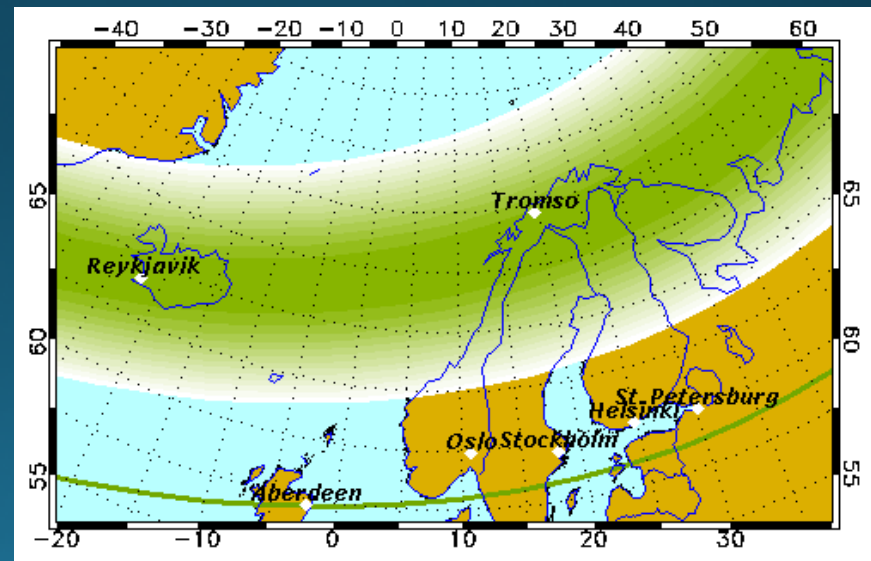 -40 -30 -20 -10 0 10 20 30 40 50 60
65 65
Tromso
Reykjavik
60 60
St. Petersburg
Helsinki
Oslo Stockholm
55 55
Aberdeen
-20 -10 0 10 20 30